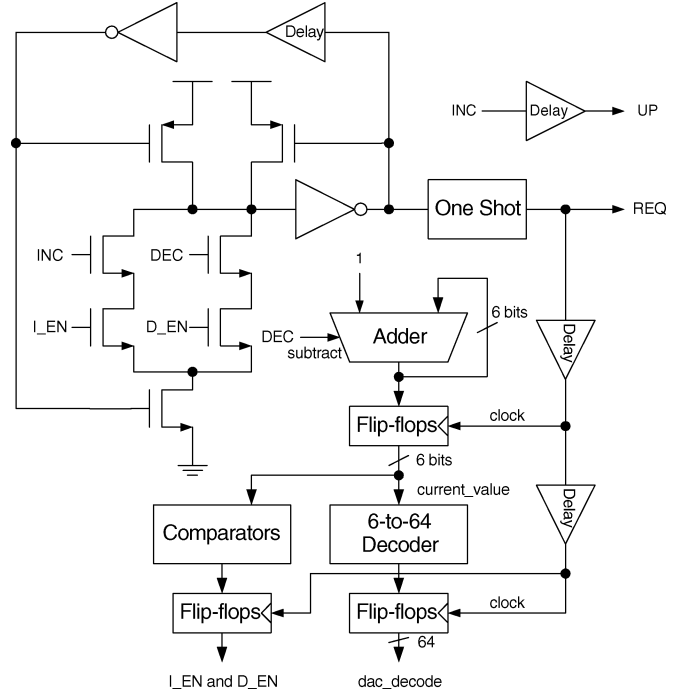 Delay
INC
Delay
UP
One Shot
REQ
INC
DEC
I_EN
D_EN
1
6 bits
DEC
subtract
Adder
Delay
Flip-flops
clock
6 bits
current_value
Comparators
6-to-64
Decoder
Delay
Flip-flops
Flip-flops
clock
64
I_EN and D_EN
dac_decode